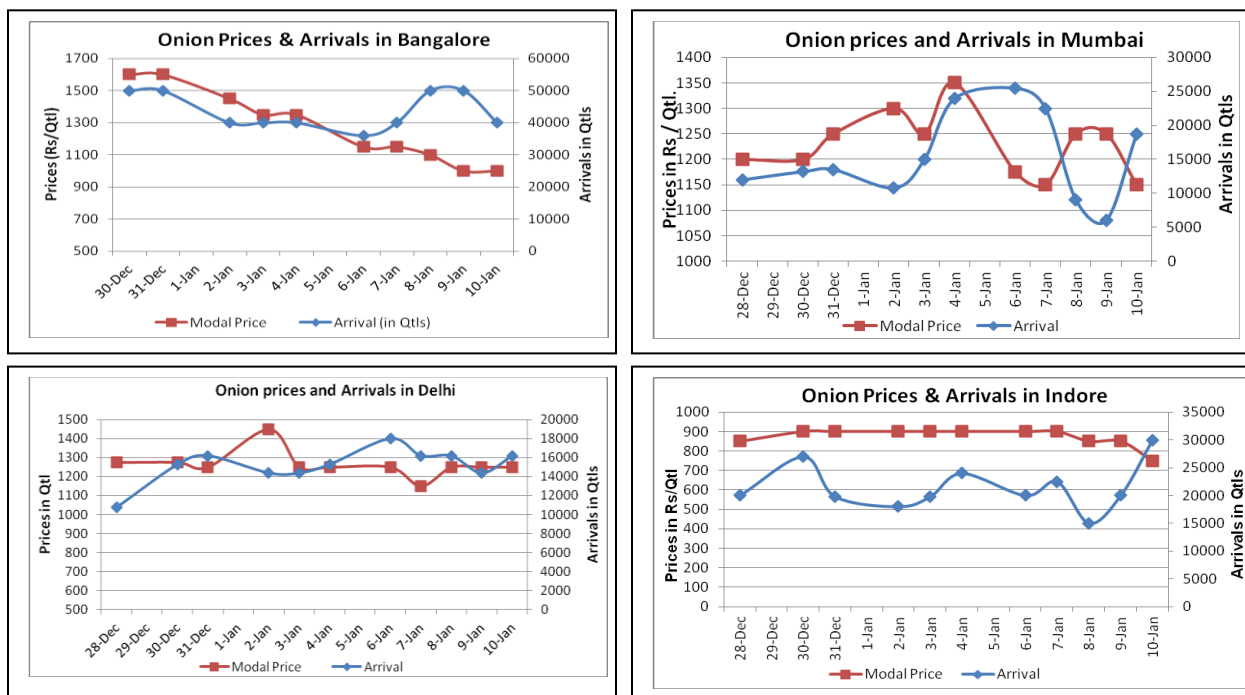 Onion Prices & Arrivals in Bangalore
Prices (Rs/Qtl)
1700
1500
1300
1100
900
700
500
60000
50000
40000
30000
20000
10000
0
Arrivals in Qtls
30-Dec
31-Dec
1-Jan
2-Jan
3-Jan
4-Jan
5-Jan
6-Jan
7-Jan
8-Jan
9-Jan
10-Jan
Modal Price
Arrival (in Qtls)
Onion prices and Arrivals in Mumbai
Prices in Rs / Qtl.
1400
1350
1300
1250
1200
1150
1100
1050
1000
30000
25000
20000
15000
10000
5000
0
Arrivals in Qtls
28-Dec
29-Dec
30-Dec
31-Dec
1-Jan
2-Jan
3-Jan
4-Jan
5-Jan
6-Jan
7-Jan
8-Jan
9-Jan
10-Jan
Modal Price
Arrival
Onion prices and Arrivals in Delhi
Prices in Qtl
1500
1400
1300
1200
1100
1000
900
800
700
600
500
20000
18000
16000
14000
12000
10000
8000
6000
4000
2000
0
Arrivals in Qtls
28-Dec
29-Dec
30-Dec
31-Dec
1-Jan
2-Jan
3-Jan
4-Jan
5-Jan
6-Jan
7-Jan
8-Jan
9-Jan
10-Jan
Modal Price
Arrival
Onion Prices & Arrivals in Indore
Prices in Rs/Qtl
1000
900
800
700
600
500
400
300
200
100
0
35000
30000
25000
20000
15000
10000
5000
0
Arrivals in Qtls
28-Dec
29-Dec
30-Dec
31-Dec
1-Jan
2-Jan
3-Jan
4-Jan
5-Jan
6-Jan
7-Jan
8-Jan
9-Jan
10-Jan
Modal Price
Arrival